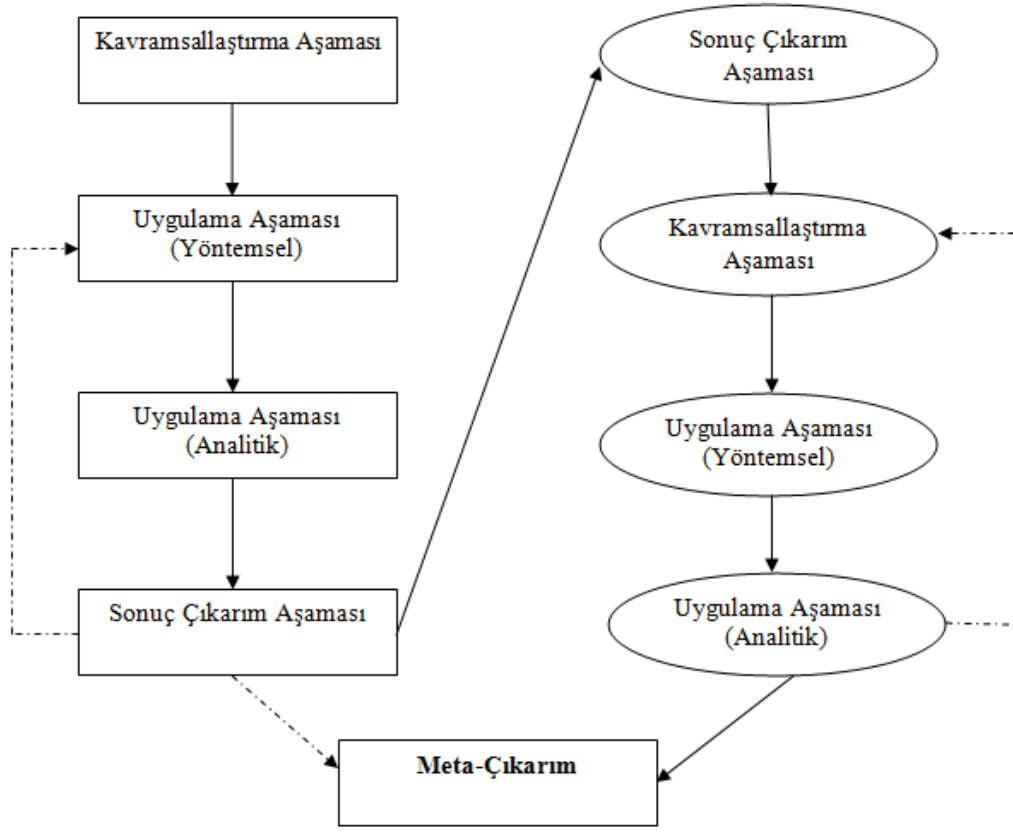 Kavramsallaştırma Aşaması
Uygulama Aşaması
(Yöntemsel)
Uygulama Aşaması
(Analitik)
Sonuç Çıkarım Aşaması
Sonuç Çıkarım
Aşaması
Kavramsallaştırma
Aşaması
Uygulama Aşaması
(Yöntemsel)
Uygulama Aşaması
(Analitik)
Meta-Çıkarım